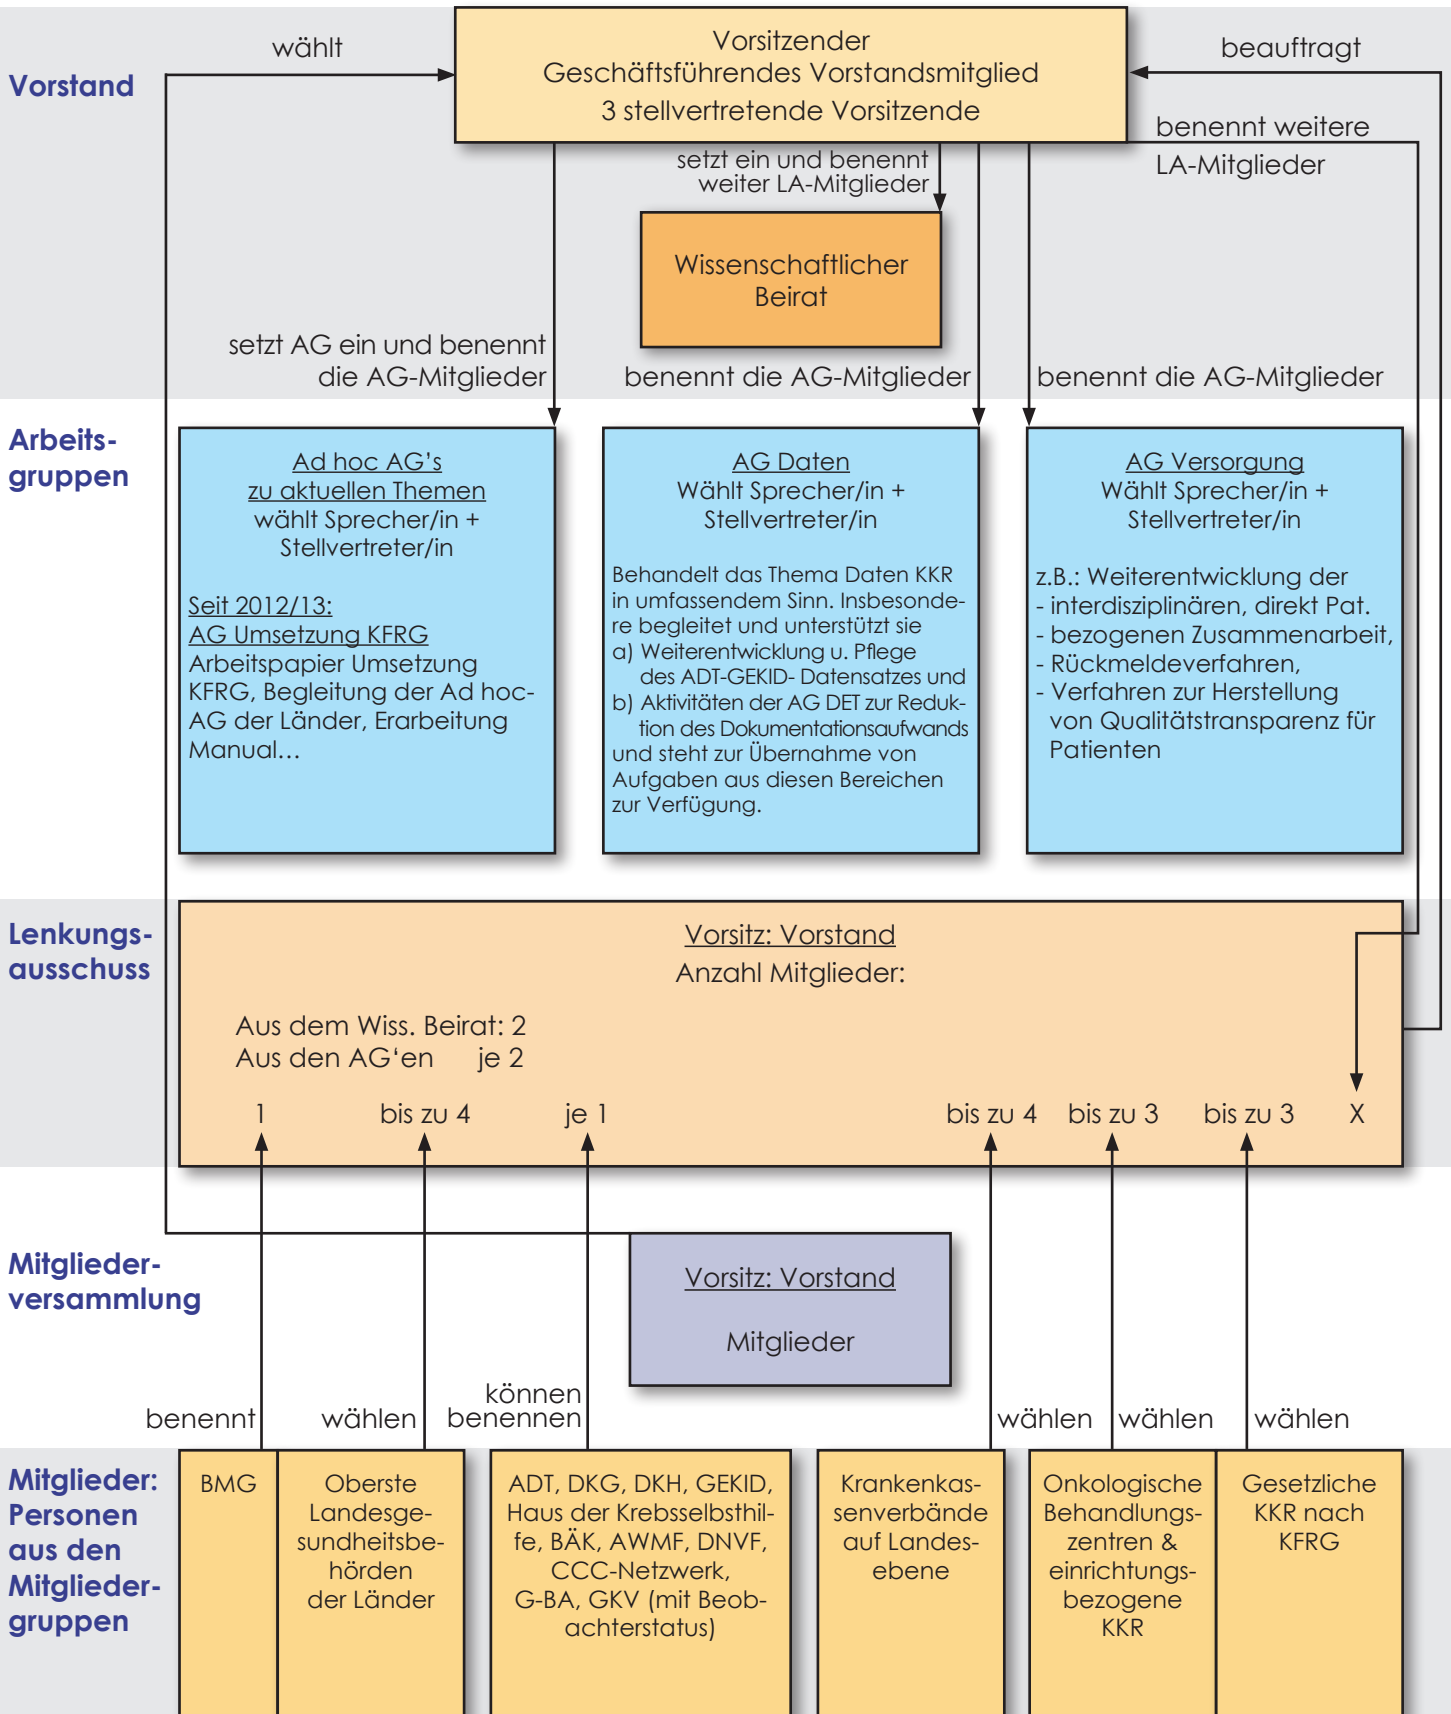 Vorstand
wählt
Vorsitzender
Geschäftsführendes Vorstandsmitglied
3 stellvertretende Vorsitzende
beauftragt
benennt weitere
LA-Mitglieder
setzt ein und benennt
weiter LA-Mitglieder
Wissenschaftlicher
Beirat
setzt AG ein und benennt
die AG-Mitglieder
benennt die AG-Mitglieder
benennt die AG-Mitglieder
Arbeits-
gruppen
Ad hoc AG's
zu aktuellen Themen
wählt Sprecher/in +
Stellvertreter/in
Seit 2012/13:
AG Umsetzung KFRG
Arbeitspapier Umsetzung
KFRG, Begleitung der Ad hoc-
AG der Länder, Erarbeitung
Manual...
AG Daten
Wählt Sprecher/in +
Stellvertreter/in
Behandelt das Thema Daten KKR
in umfassendem Sinn. Insbesonde-
re begleitet und unterstützt sie
a) Weiterentwicklung u. Pflege
des ADT-GEKID- Datensatzes und
b) Aktivitäten der AG DET zur Reduk-
tion des Dokumentationsaufwands
und steht zur Übernahme von
Aufgaben aus diesen Bereichen
zur Verfügung.
AG Versorgung
Wählt Sprecher/in +
Stellvertreter/in
z.B.: Weiterentwicklung der
- interdisziplinären, direkt Pat.
- bezogenen Zusammenarbeit,
- Rückmeldeverfahren,
- Verfahren zur Herstellung
von Qualitätstransparenz für
Patienten
Lenkungs-
ausschuss
Vorsitz: Vorstand
Anzahl Mitglieder:
Aus dem Wiss. Beirat: 2
Aus den AG‘en je 2
1
bis zu 4
je 1
bis zu 4
bis zu 3
bis zu 3
X
Mitglieder-
versammlung
Vorsitz: Vorstand
Mitglieder
benennt
wählen
können
benennen
wählen
wählen
wählen
Mitglieder:
Personen
aus den
Mitglieder-
gruppen
BMG
Oberste
Landesge-
sundheitsbe-
hörden
der Länder
ADT, DKG, DKH, GEKID,
Haus der Krebsselbsthil-
fe, BÄK, AWMF, DNVF,
CCC-Netzwerk,
G-BA, GKV (mit Beob-
achterstatus)
Krankenkas-
senverbände
auf Landes-
ebene
Onkologische
Behandlungs-
zentren &
einrichtungs-
bezogene
KKR
Gesetzliche
KKR nach
KFRG